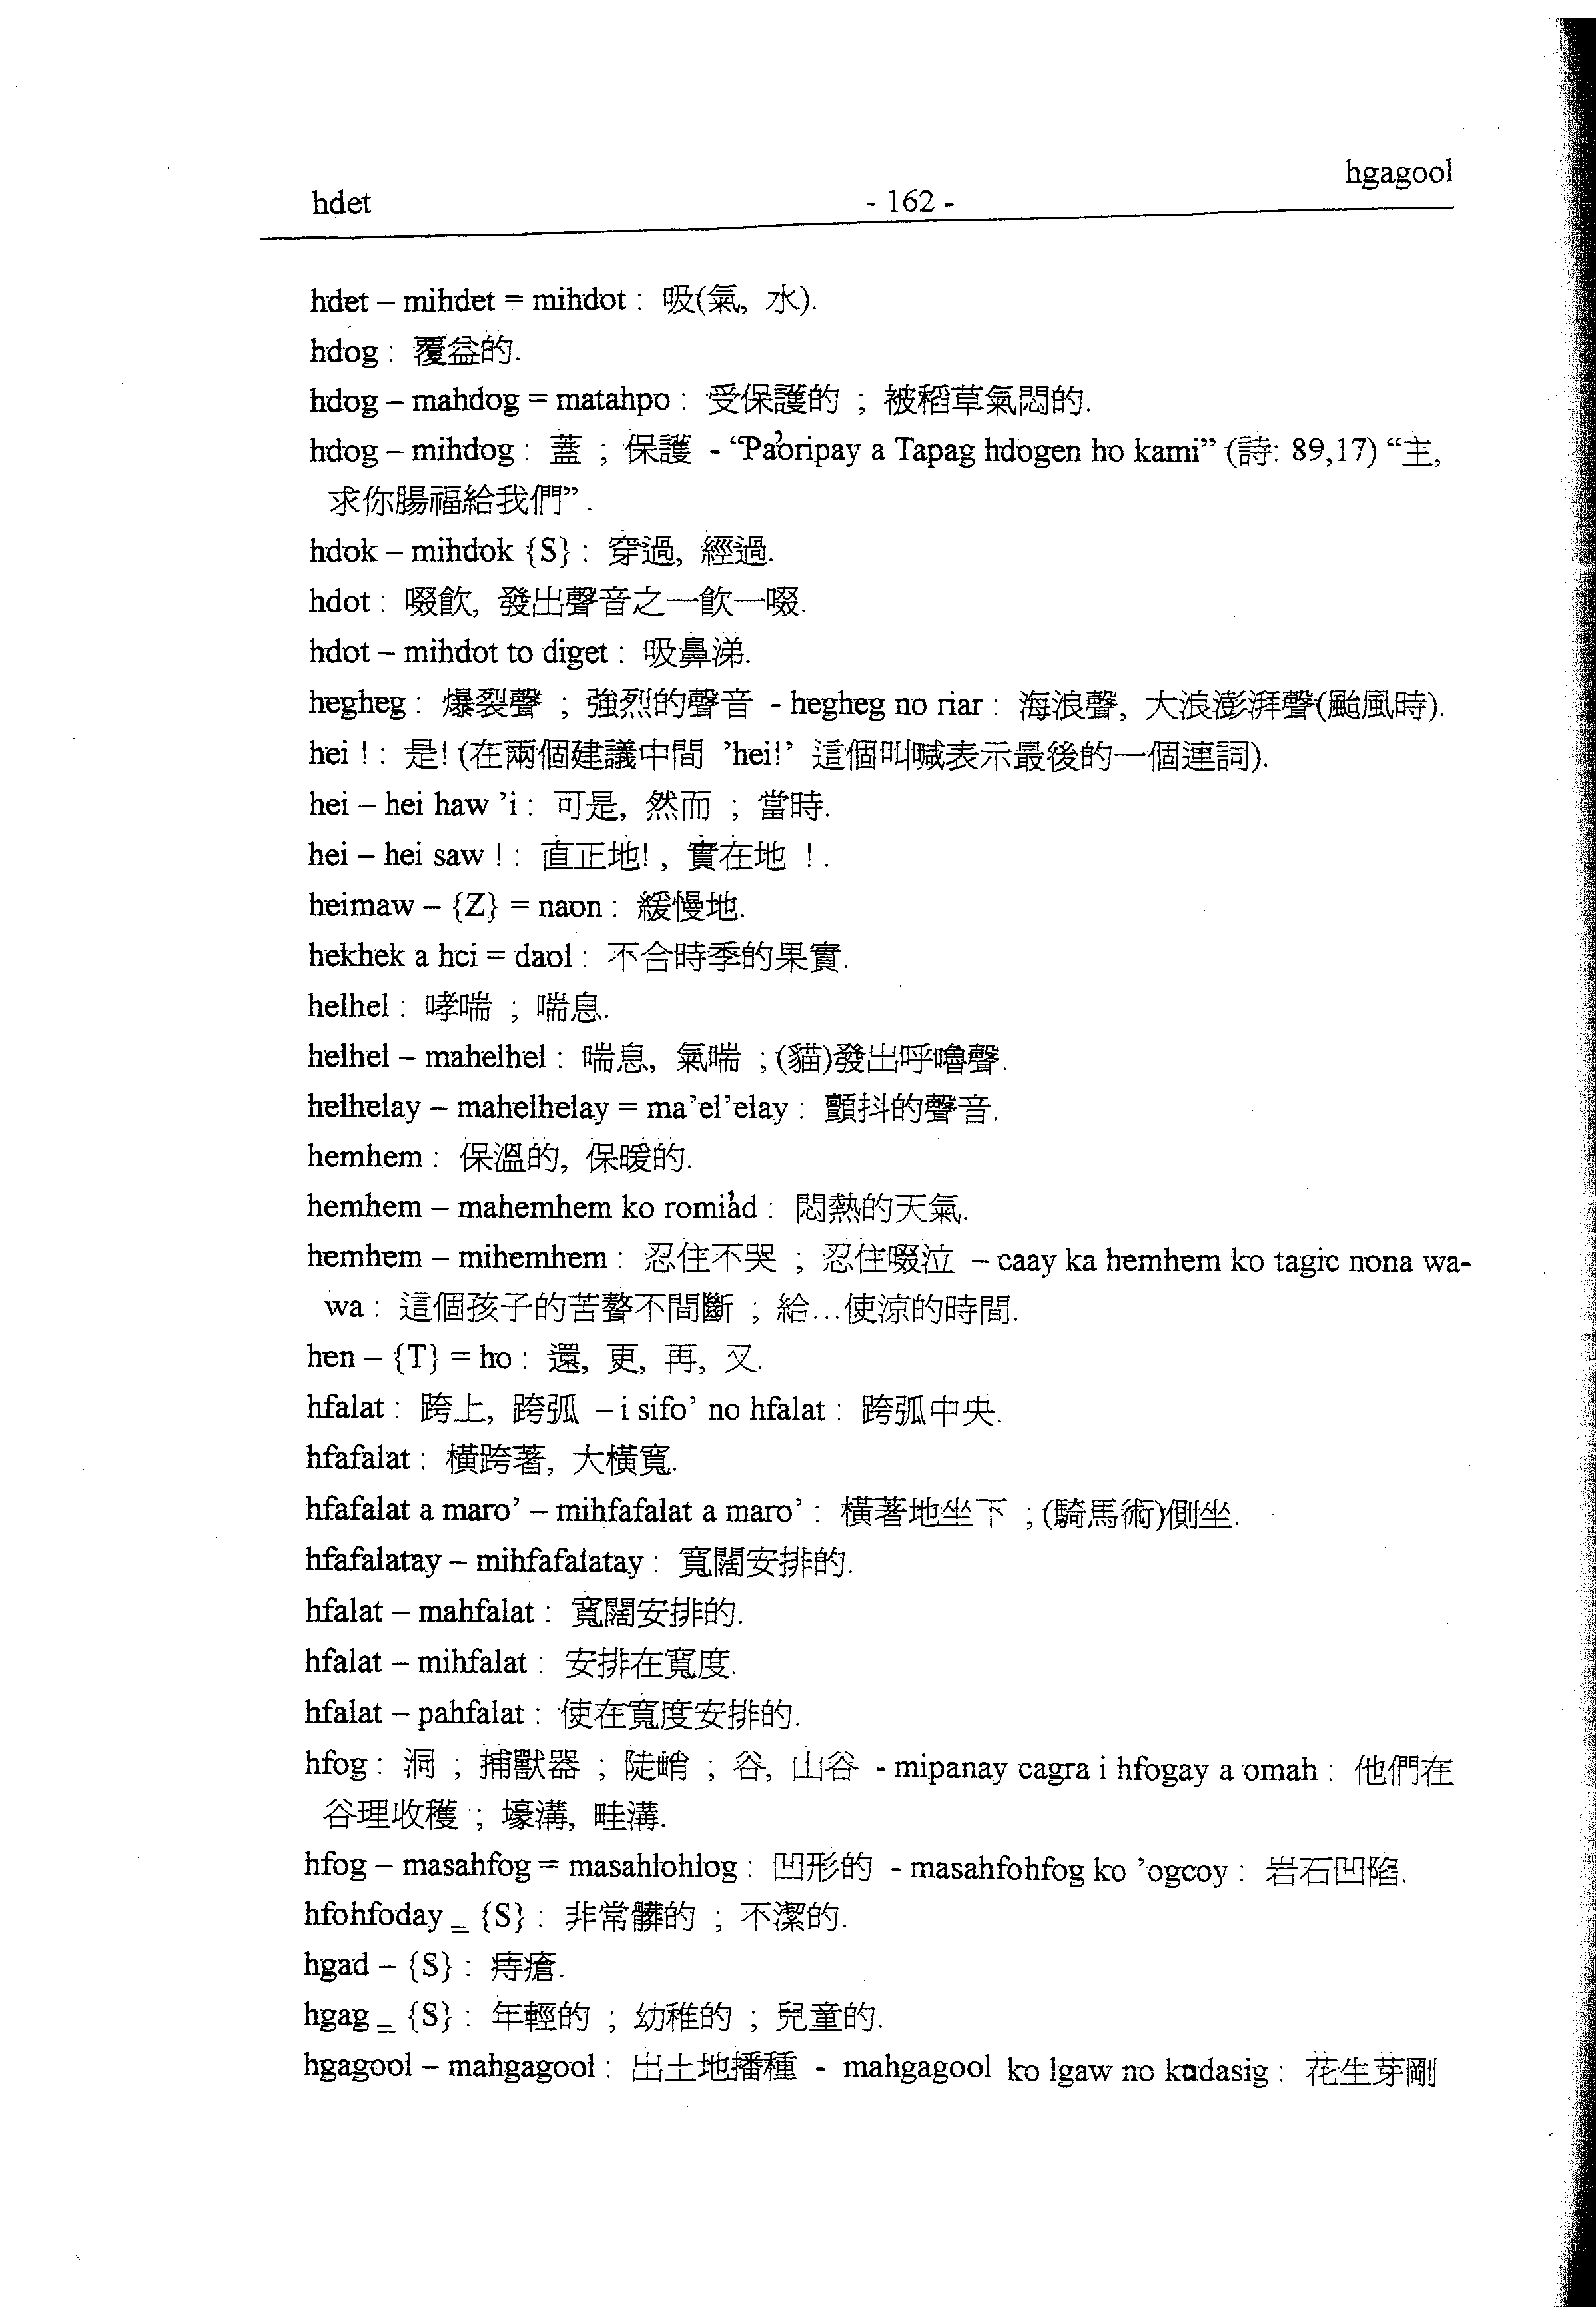 hgagool
hdet - 162 -
hdet – mihdet = mihdot : 吸(氣, 水).
hdog : 覆盆的.
hdog – mahdog = matahpo : 受保護的 ; 被稻草氣悶的.
hdog – mihdog : 蓋 ; 保護 - “Pa'oripay a Tapag hdogen ho kami” (詩: 89,17) “主,
求你腸福給我們” .
hdok – mihdok {S} : 穿過, 經過.
hdot : 啜飲, 發出聲音之一飲一啜.
hdot – mihdot to diget : 吸鼻涕.
hegheg : 爆裂聲 ; 強烈的聲音 - hegheg no riar : 海浪聲, 大浪澎湃聲(颱風時).
hei ! : 是! (在兩個建議中間 ’hei!’ 這個叫喊表示最後的一個連詞).
hei – hei haw ’i : 可是, 然而 ; 當時.
hei – hei saw ! : 直正地! , 實在地 ! .
heimaw – {Z} = naon : 緩慢地.
hekhek a hci = daol : 不合時季的果實.
helhel : 哮喘 ; 喘息.
helhel – mahelhel : 喘息, 氣喘 ; (貓)發出呼嚕聲.
helhelay – mahelhelay = ma’el’elay : 顫抖的聲音.
hemhem : 保溫的, 保暖的.
hemhem – mahemhem ko romi'ad : 悶熱的天氣.
hemhem – mihemhem : 忍住不哭 ; 忍住啜泣 – caay ka hemhem ko tagic nona wa-
wa : 這個孩子的苦聲不間斷 ; 給…使涼的時間.
hen – {T} = ho : 還, 更, 再, 又.
hfalat : 跨上, 跨弧 – i sifo’ no hfalat : 跨弧中央.
hfafalat : 橫跨著, 大橫寬.
hfafalat a maro’ – mihfafalat a maro’ : 橫著地坐下 ; (騎馬術)側坐.
hfafalatay – mihfafalatay : 寬闊安排的.
hfalat – mahfalat : 寬闊安排的.
hfalat – mihfalat : 安排在寬度.
hfalat – pahfalat : 使在寬度安排的.
hfog : 洞 ; 捕獸器 ; 陡峭 ; 谷, 山谷 - mipanay cagra i hfogay a omah : 他們在
谷理收穫 ; 壕溝, 畦溝.
hfog – masahfog = masahlohlog : 凹形的 - masahfohfog ko ’ogcoy : 岩石凹陷.
hfohfoday _ {S} : 非常髒的 ; 不潔的.
hgad – {S} : 痔瘡.
hgag _ {S} : 年輕的 ; 幼稚的 ; 兒童的.
hgagool – mahgagool : 出土地播種 - mahgagool ko lgaw no kadasig : 花生芽剛